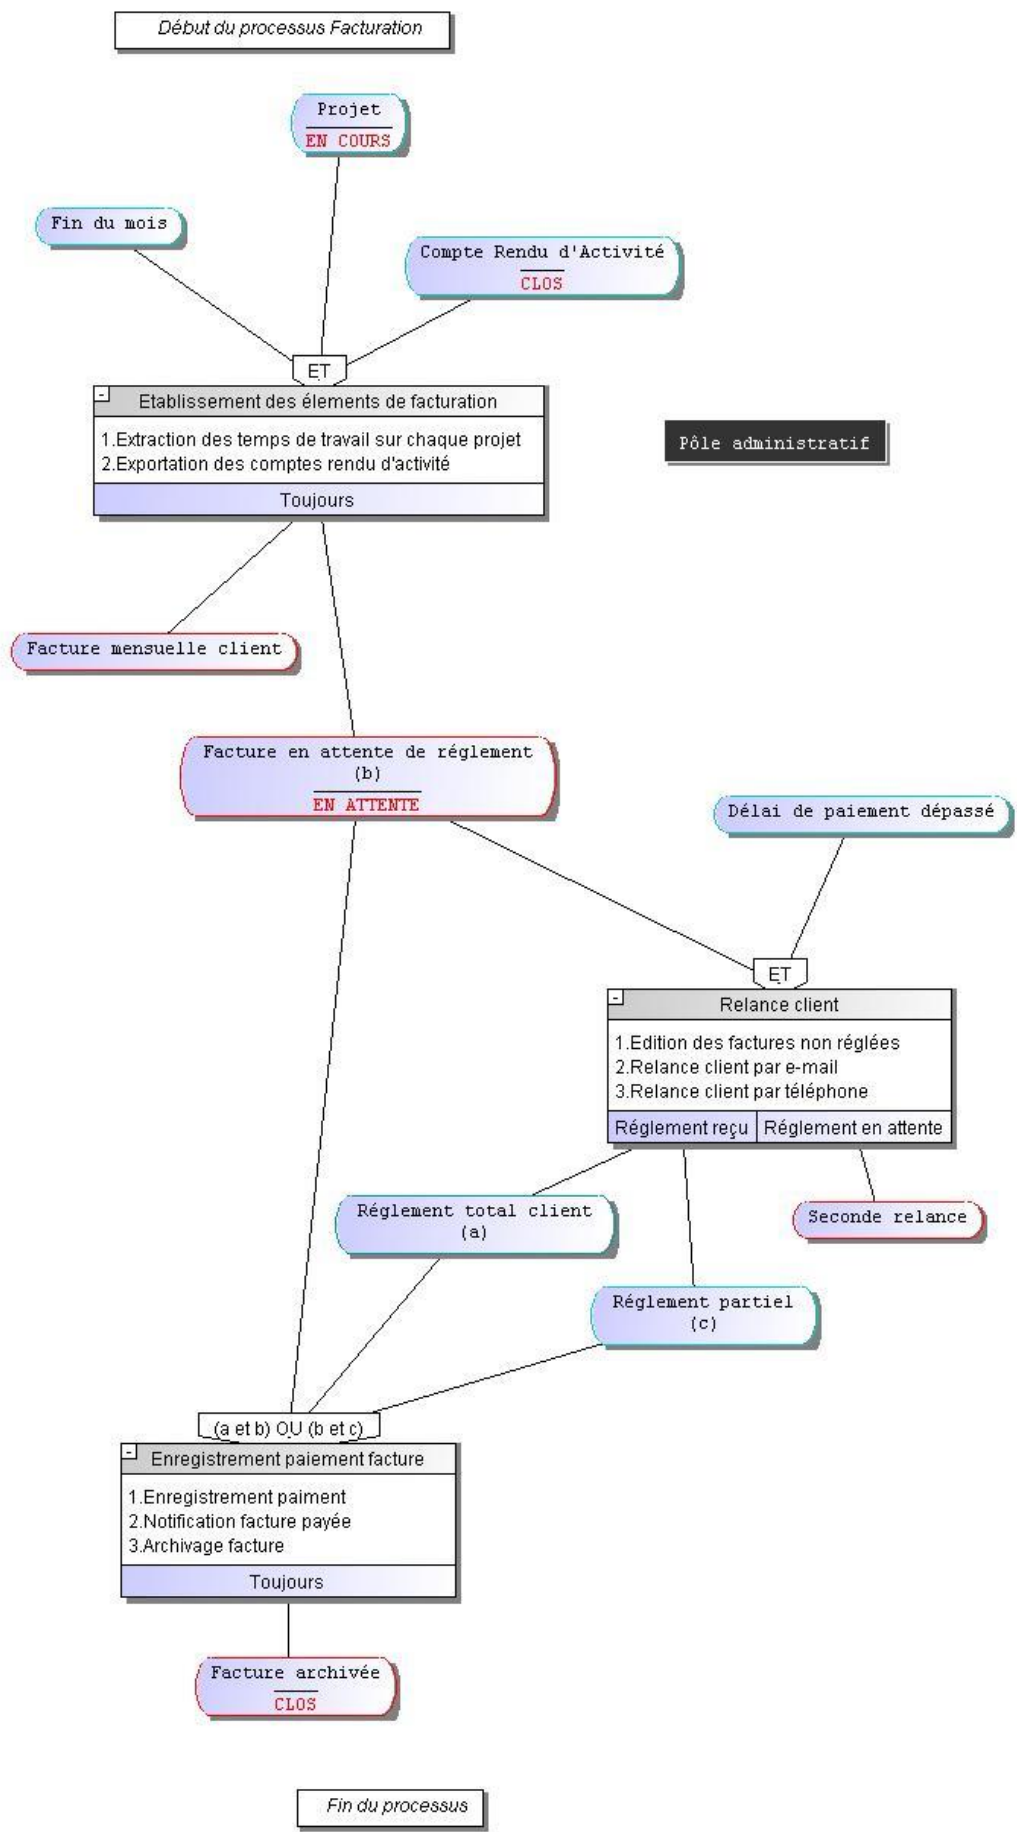 Début du processus Facturation
Projet
EN COURS
Fin du mois
Compte Rendu d'Activité
CLOS
ET
Etablissement des élements de facturation
1.Extraction des temps de travail sur chaque projet
2.Exportation des comptes rendu d'activité
Toujours
Pôle administratif
Facture mensuelle client
Facture en attente de réglement
(b)
EN ATTENTE
Délai de paiement dépassé
ET
Relance client
1.Edition des factures non réglées
2.Relance client par e-mail
3.Relance client par téléphone
Réglement reçu
Réglement en attente
Réglement total client
(a)
Seconde relance
Réglement partiel
(c)
(a et b) OU (b et c)
Enregistrement paiement facture
1.Enregistrement paiment
2.Notification facture payée
3.Archivage facture
Toujours
Facture archivée
CLOS
Fin du processus